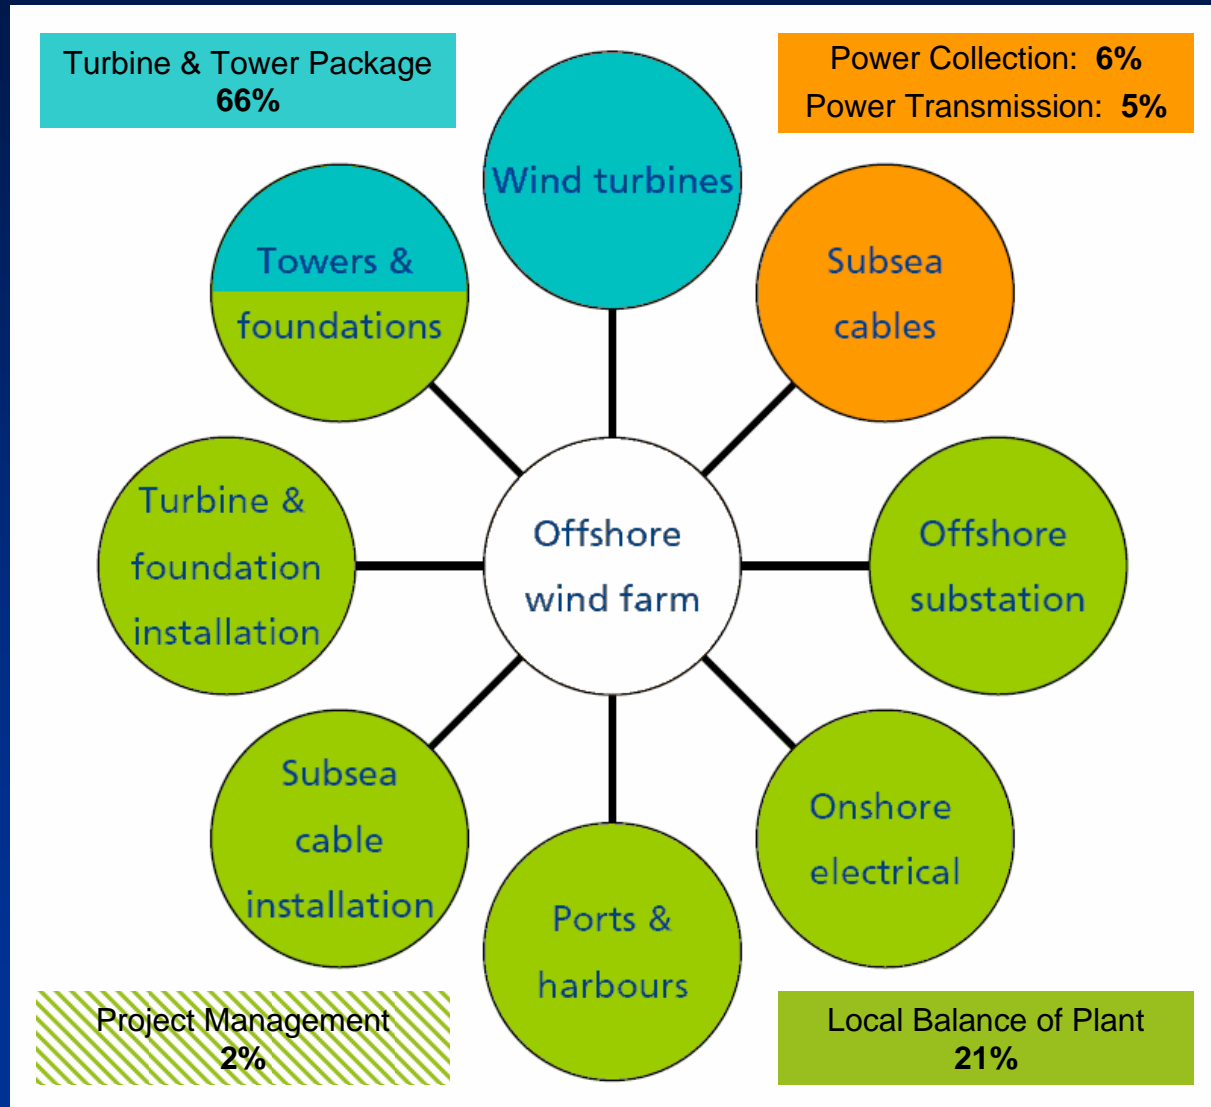 Turbine & Tower Package
66%
Power Collection: 6%
Power Transmission: 5%
Wind turbines
Towers &
foundations
Subsea
cables
Turbine &
foundation
installation
Offshore
wind farm
Offshore
substation
Subsea
cable
installation
Onshore
electrical
Ports &
harbours
Project Management
2%
Local Balance of Plant
21%